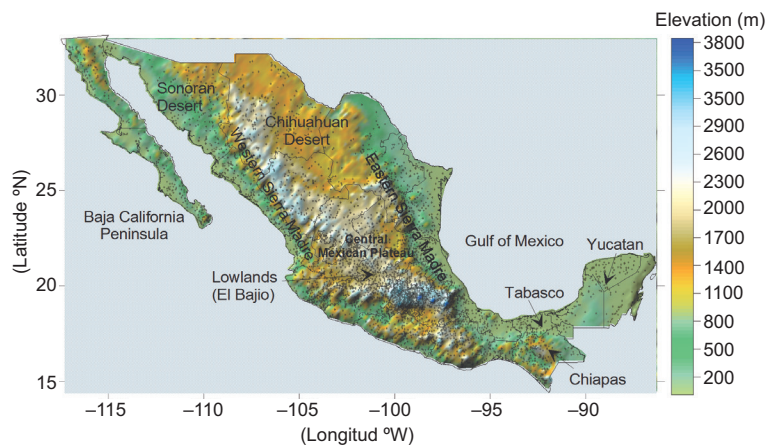 Elevation (m)
3800
3500
3200
2900
2600
2300
2000
1700
1400
1100
800
500
200
(Latitude ºN)
30
25
20
15
Sonoran
Desert
Chihuahuan
Desert
Western Sierra Madre
Eastern Sierra Madre
Baja California
Peninsula
Central
Mexican Plateau
Gulf of Mexico
Yucatan
Lowlands
(El Bajio)
Tabasco
Chiapas
–115
–110
–105
–100
–95
–90
(Longitud ºW)